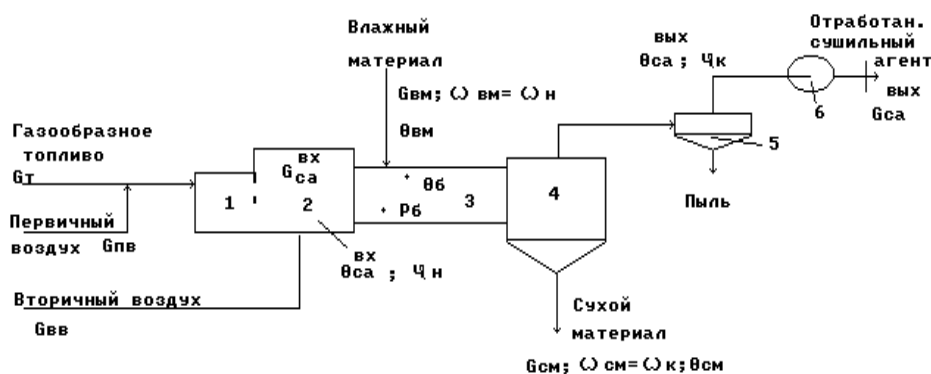 Влажный
материал
Gвм; ω вм= ω н
θвм
вых
θса ; φк
Отработан.
сушильный
агент
вых
Gса
6
5
Пыль
Газообразное
топливо
Gт
Первичный
воздух Gпв
Вторичный воздух
Gвв
1
2
вх
Gса
θб
Pб
3
4
вх
θса ; φн
Сухой
материал
Gсм; ω см=ω к;θсм